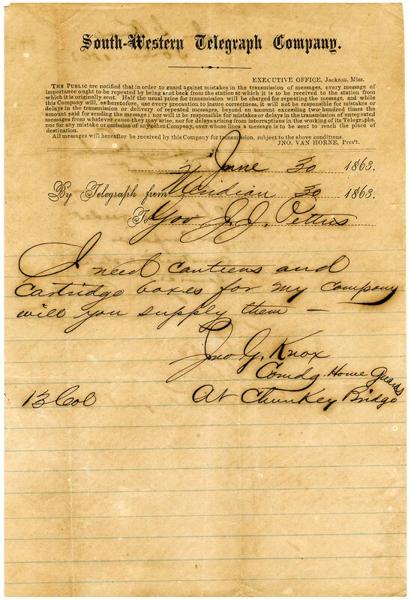 South-Western Telegraph Company.
EXECUTIVE OFFICE, Jackson, Miss.
THE PUBLIC are notified that in order to guard against mistakes in the transmission of messages, every message of
importance ought to be repeated by being sent back from the station at which it is to be received to the station from
which it is originally sent. Half the usual price for transmission will be charged for repeating the message, and while
this Company will, as heretofore, use every precaution to insure correctness, it will not be responsible for mistakes or
delays in the transmission or delivery of repeated messages, beyond an amount exceeding two hundred times the
amount paid for sending the message; nor will it be responsible for mistakes or delays in the transmission of unrepeated
messages from whatever cause they may arise, nor for delays arising from interruptions in the working of its Telegraphs,
nor for any mistake or omission of any other Company, over whose lines a message is to be sent to reach the place of
destination.
All messages will hereafter be received by this Company for transmission, subject to the above conditions.
JNO. VAN HORNE, Pres't.
June 30 1863.
By Telegraph from Meridian 30 1863.
To Gov J. J. Pettus
I need canteens and
Cartridge boxes for my company
will you supply them —
Jno G. Knox
Comdg. Home Guards
13 Col At Chunkey Bridge